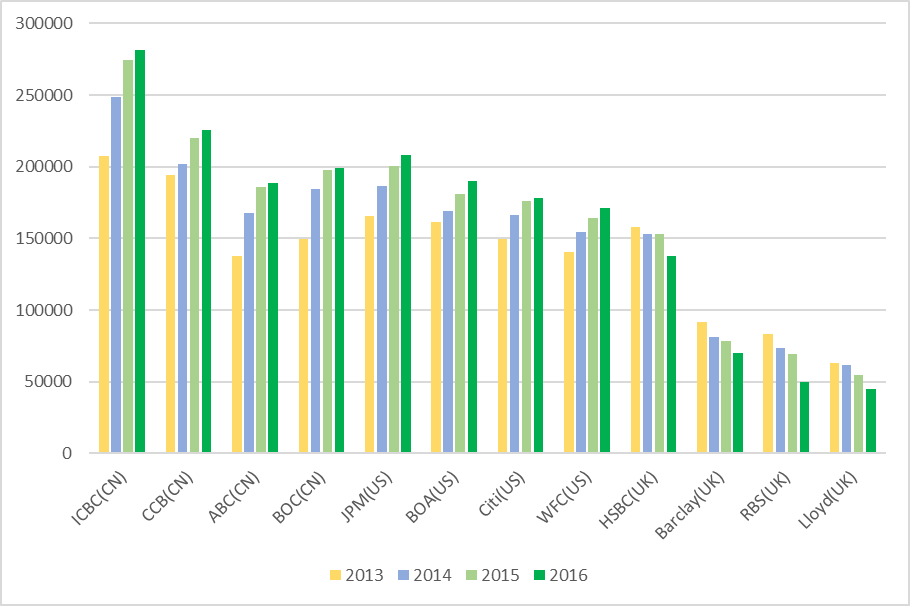 300000
250000
200000
150000
100000
50000
0
ICBC(CN)
CCB(CN)
ABC(CN)
BOC(CN)
JPM(US)
BOA(US)
Citi(US)
WFC(US)
HSBC(UK)
Barclay(UK)
RBS(UK)
Lloyd(UK)
2013 2014 2015 2016